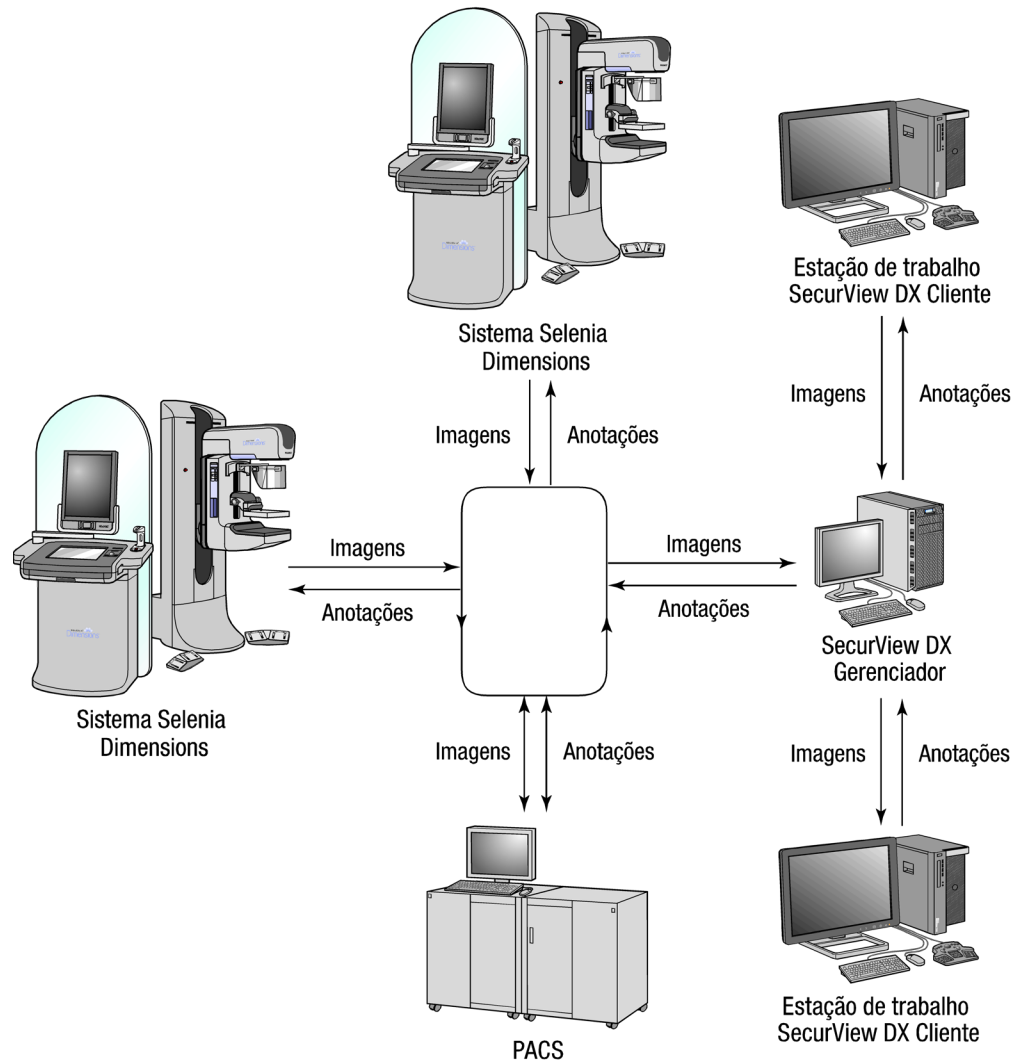 Sistema Selenia
Dimensions
Estação de trabalho
SecurView DX Cliente
Imagens
Anotações
Imagens
Anotações
Imagens
Anotações
Imagens
Anotações
Sistema Selenia
Dimensions
SecurView DX
Gerenciador
Imagens
Anotações
Imagens
Anotações
PACS
Estação de trabalho
SecurView DX Cliente